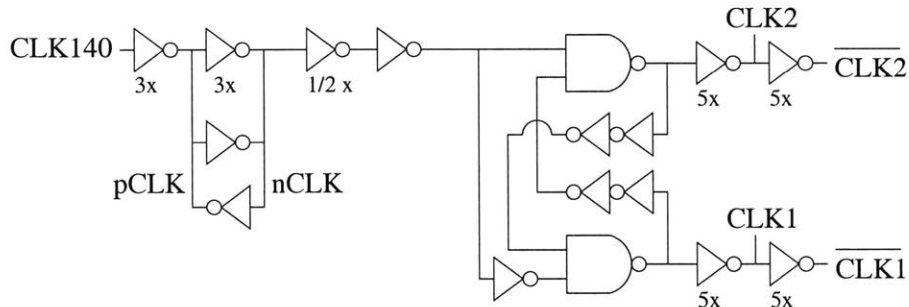 CLK140
3x
3x
1/2 x
pCLK
nCLK
CLK2
5x
5x
CLK2
CLK1
5x
5x
CLK1